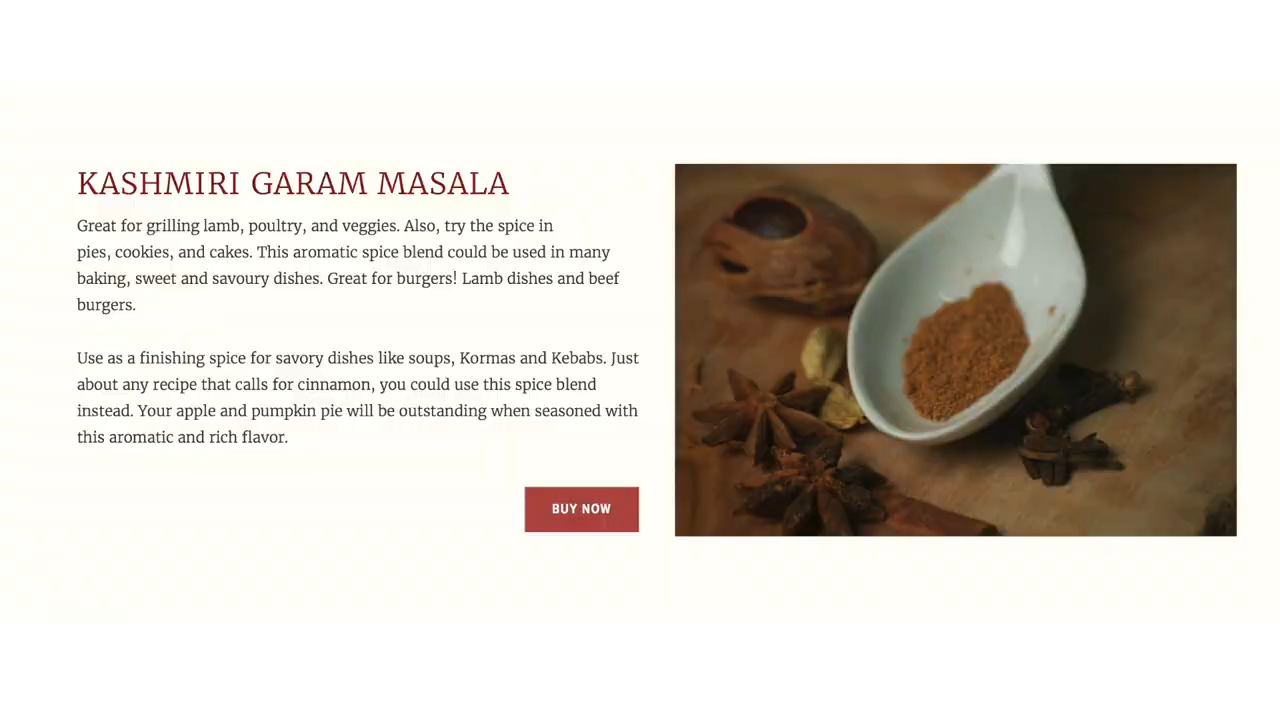 KASHMIRI GARAM MASALA
Great for grilling lamb, poultry, and veggies. Also, try the spice in
pies, cookies, and cakes. This aromatic spice blend could be used in many
baking, sweet and savoury dishes. Great for burgers! Lamb dishes and beef
burgers.
Use as a finishing spice for savory dishes like soups, Kormas and Kebabs. Just
about any recipe that calls for cinnamon, you could use this spice blend
instead. Your apple and pumpkin pie will be outstanding when seasoned with
this aromatic and rich flavor.
BUY NOW